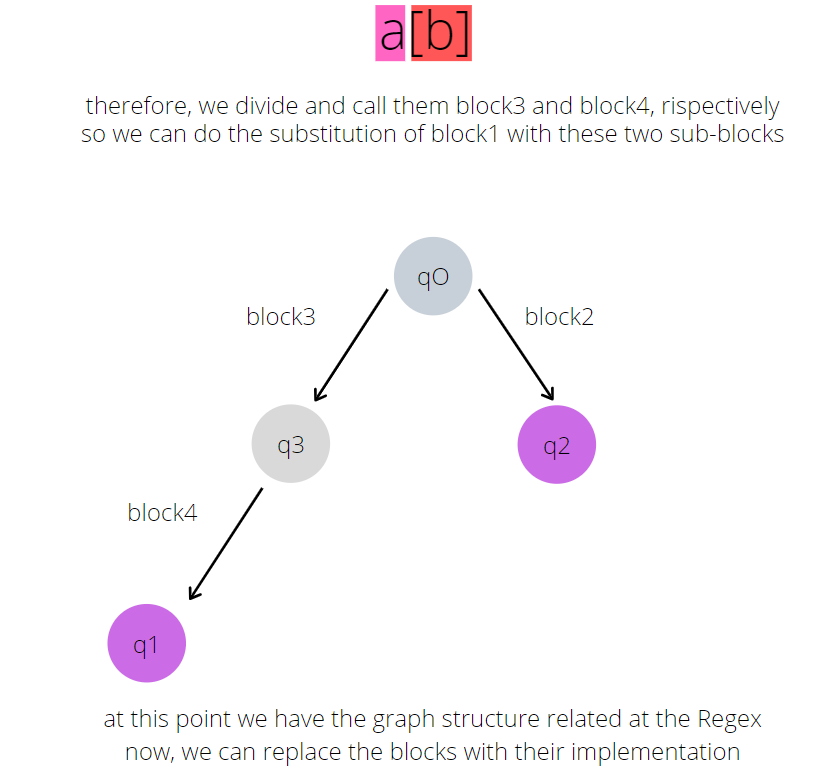 a[b]
therefore, we divide and call them block3 and block4, rispectively
so we can do the substitution of block1 with these two sub-blocks
qO
block3
block2
q3
q2
block4
q1
at this point we have the graph structure related at the Regex
now, we can replace the blocks with their implementation